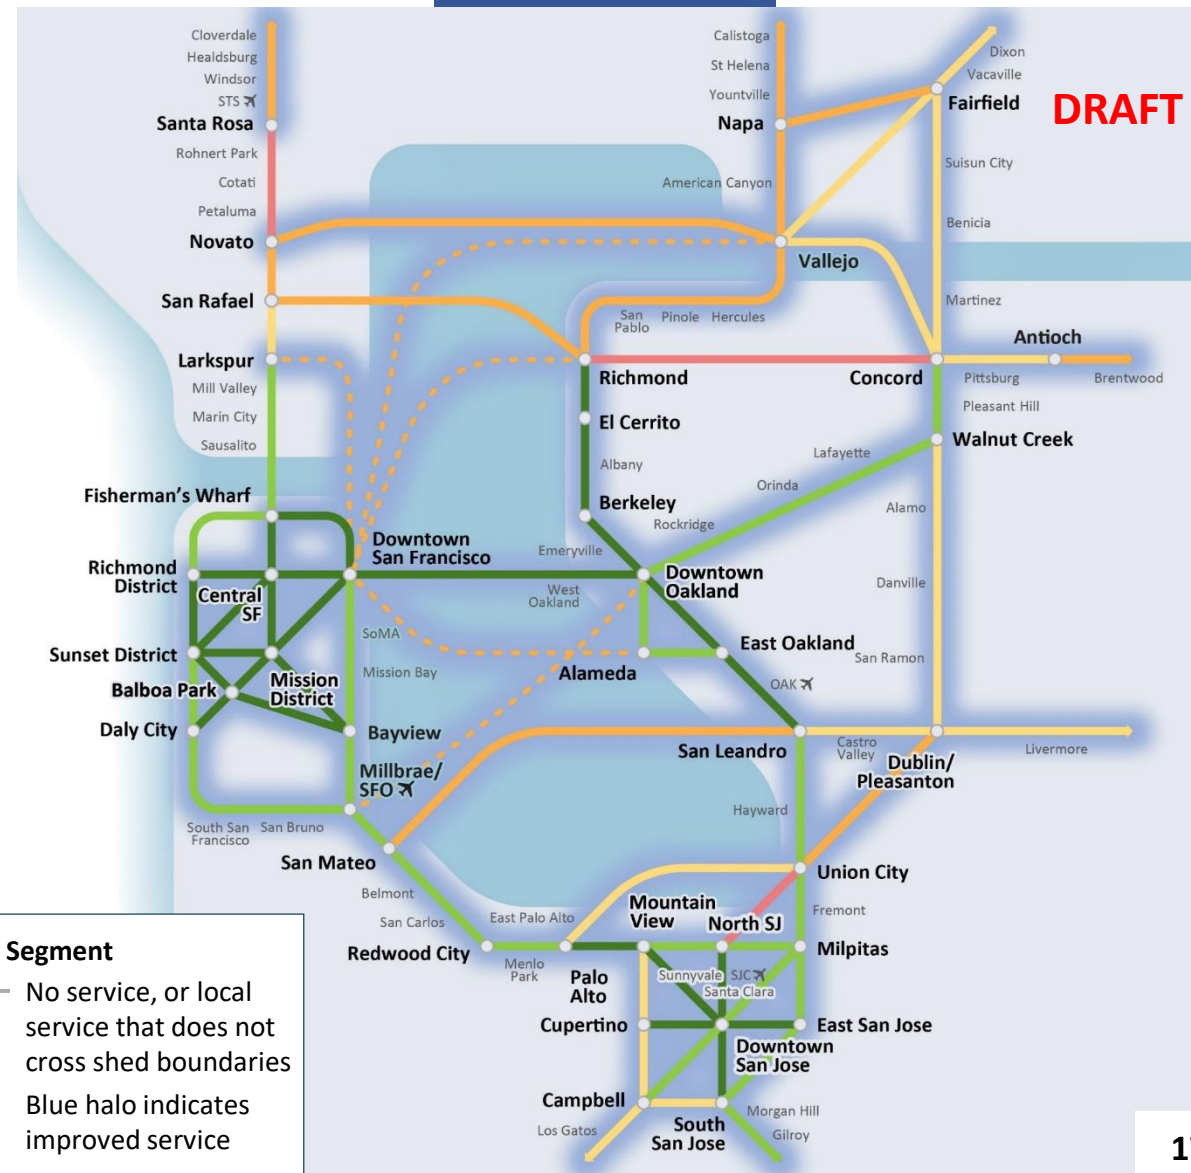 Cloverdale
Healdsburg
Windsor
STS
Santa Rosa
Rohnert Park
Cotati
Petaluma
Novato
San Rafael
Larkspur
Mill Valley
Marin City
Sausalito
Fisherman's Wharf
Calistoga
St Helena
Yountville
Napa
American Canyon
Vallejo
Dixon
Vacaville
Fairfield
DRAFT
Suisun City
Benicia
Martinez
San
Pablo
Pinole
Hercules
Antioch
Richmond
Concord
Pittsburg
Brentwood
Pleasant Hill
El Cerrito
Walnut Creek
Lafayette
Albany
Orinda
Berkeley
Rockridge
Alamo
Emeryville
Downtown
San Francisco
Richmond
District
Central
SF
West
Oakland
Downtown
Oakland
Danville
SoMA
Sunset District
Mission Bay
Alameda
East Oakland
San Ramon
Balboa Park
Mission
District
OAK
Daly City
Bayview
San Leandro
Castro
Valley
Dublin/
Pleasanton
Livermore
Millbrae/
SFO
Hayward
South San
Francisco
San Bruno
San Mateo
Union City
Belmont
San Carlos
East Palo Alto
Mountain
View
North SJ
Fremont
Redwood City
Menlo
Park
Palo
Alto
Sunnyvale
SJC
Santa Clara
Milpitas
Cupertino
East San Jose
Downtown
San Jose
Campbell
Los Gatos
South
San Jose
Morgan Hill
Gilroy
Segment
No service, or local
service that does not
cross shed boundaries
Blue halo indicates
improved service